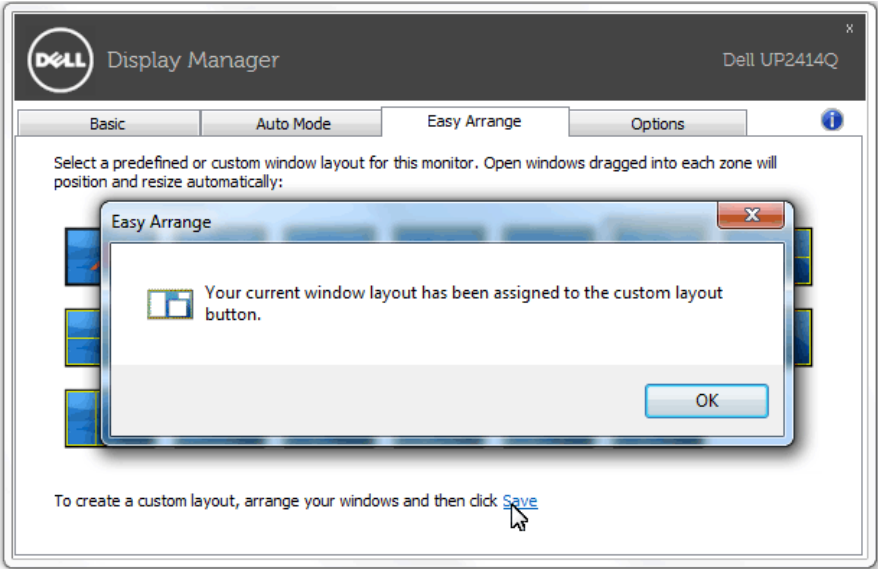 DELL
Display Manager
x
Dell UP2414Q
Basic
Auto Mode
Easy Arrange
Options
i
Select a predefined or custom window layout for this monitor. Open windows dragged into each zone will
position and resize automatically:
Easy Arrange
Your current window layout has been assigned to the custom layout
button.
OK
To create a custom layout, arrange your windows and then click Save